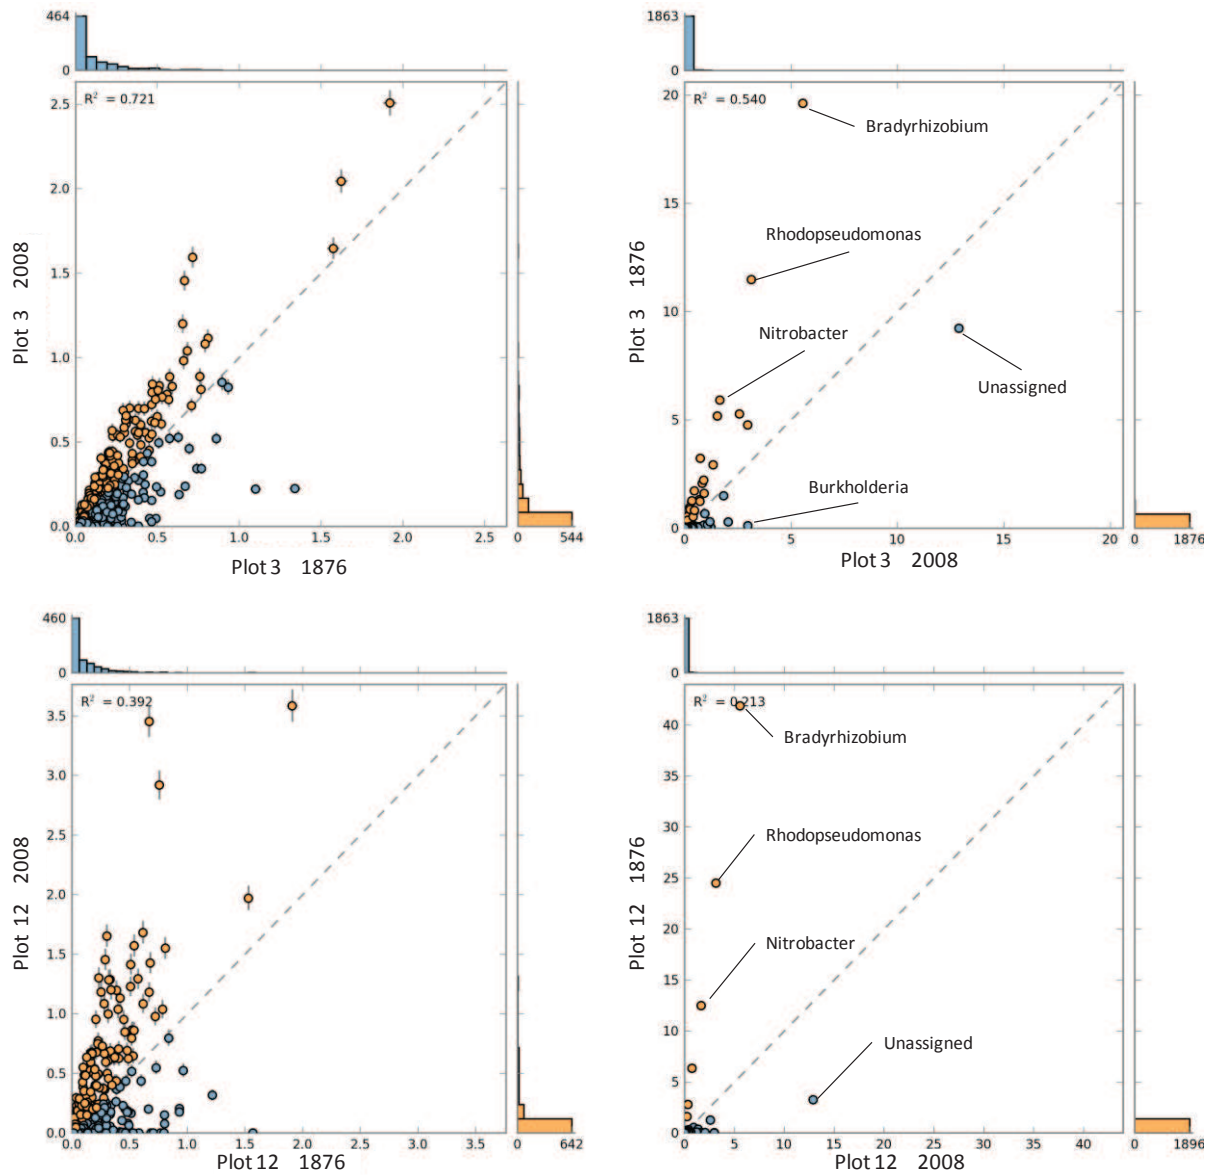 464
0
R² = 0.721
2.5
2.0
1.5
1.0
0.5
0.0
Plot 3 2008
0.0 0.5 1.0 1.5 2.0 2.5
0 544
Plot 3 1876
1863
0
R² = 0.540
20
15
10
5
0
Plot 3 1876
Bradyrhizobium
Rhodopseudomonas
Nitrobacter
Unassigned
Burkholderia
0 5 10 15 20
0 1876
Plot 3 2008
460
0
R² = 0.392
3.5
3.0
2.5
2.0
1.5
1.0
0.5
0.0
Plot 12 2008
0.0 0.5 1.0 1.5 2.0 2.5 3.0 3.5
0 642
Plot 12 1876
1863
0
R² = 0.213
40
35
30
25
20
15
10
5
0
Plot 12 1876
Bradyrhizobium
Rhodopseudomonas
Nitrobacter
Unassigned
0 5 10 15 20 25 30 35 40
0 1896
Plot 12 2008